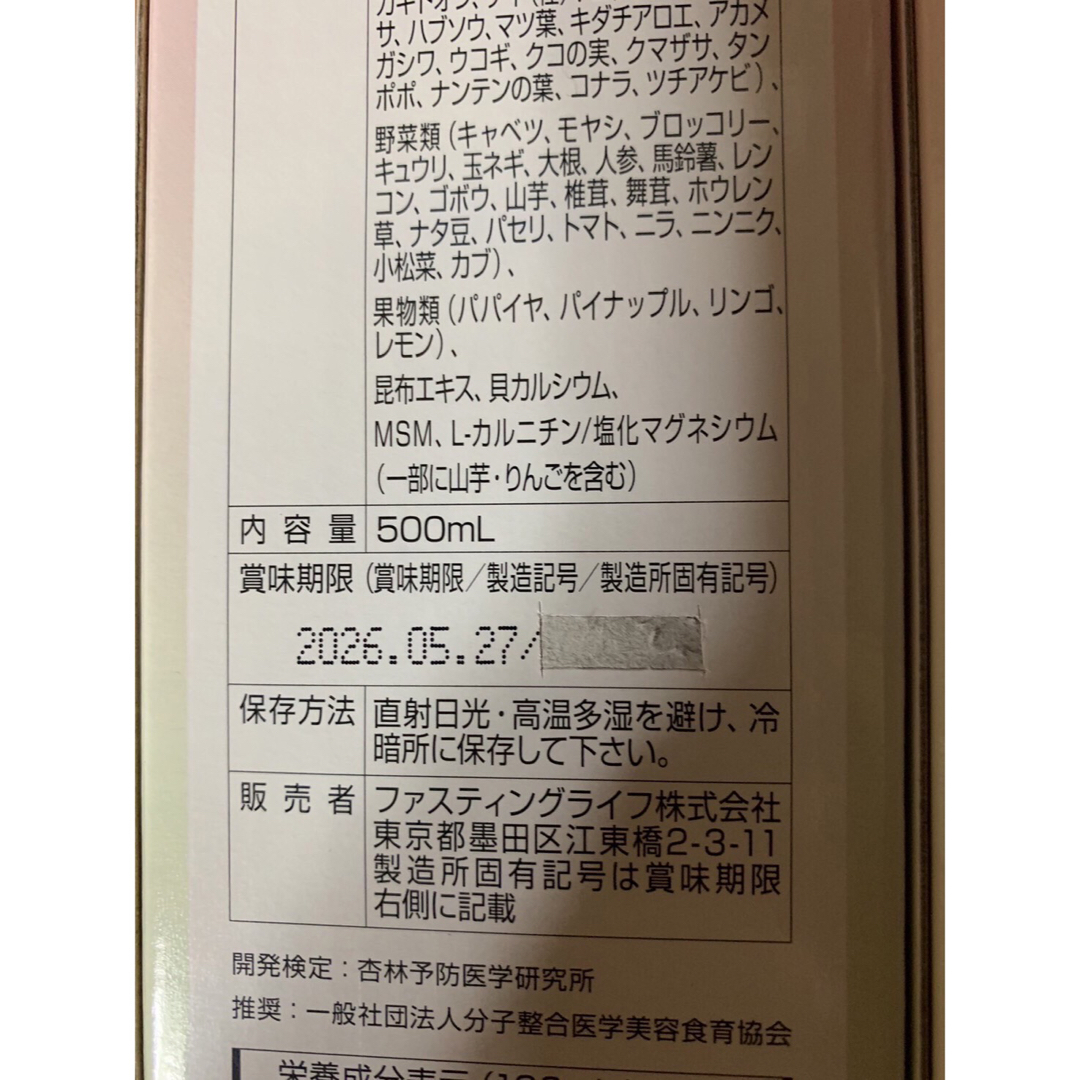 サ、ハブソウ、マツ葉、キダチアロエ、アカメ
ガシワ、ウコギ、クコの実、クマザサ、タン
ポポ、ナンテンの葉、コナラ、ツチアケビ)、
野菜類(キャベツ、モヤシ、ブロッコリー、
キュウリ、玉ネギ、大根、人参、馬鈴薯、レン
コン、ゴボウ、山芋、椎茸、舞茸、ホウレン
草、ナタ豆、パセリ、トマト、ニラ、ニンニク、
小松菜、カブ)、
果物類(パパイヤ、パイナップル、リンゴ、
レモン)、
昆布エキス、貝カルシウム、
MSM、L-カルニチン/塩化マグネシウム
(一部に山芋・りんごを含む)
内容量 500mL
賞味期限(賞味期限/製造記号/製造所固有記号)
2026.05.27/
保存方法 直射日光・高温多湿を避け、冷
暗所に保存して下さい。
販売者 ファスティングライフ株式会社
東京都墨田区江東橋2-3-11
製造所固有記号は賞味期限
右側に記載
開発検定：杏林予防医学研究所
推奨：一般社団法人分子整合医学美容食育協会
栄養成分表示